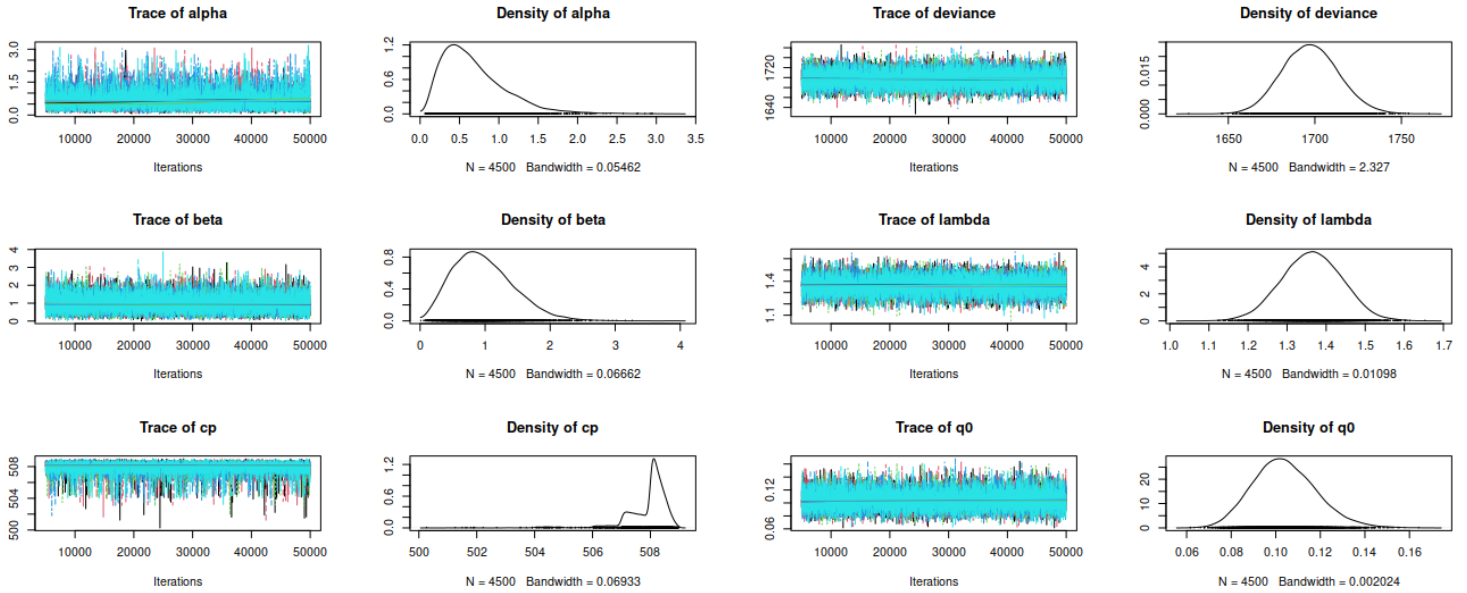 Trace of alpha
0.0 1.5 3.0
10000 20000 30000 40000 50000
Iterations
Density of alpha
0.0 0.6 1.2
0.0 0.5 1.0 1.5 2.0 2.5 3.0 3.5
N = 4500 Bandwidth = 0.05462
Trace of deviance
1640 1720
10000 20000 30000 40000 50000
Iterations
Density of deviance
0.000 0.015
1650 1700 1750
N = 4500 Bandwidth = 2.327
Trace of beta
0 1 2 3 4
10000 20000 30000 40000 50000
Iterations
Density of beta
0.0 0.4 0.8
0 1 2 3 4
N = 4500 Bandwidth = 0.06662
Trace of lambda
1.1 1.4
10000 20000 30000 40000 50000
Iterations
Density of lambda
0 2 4
1.0 1.1 1.2 1.3 1.4 1.5 1.6 1.7
N = 4500 Bandwidth = 0.01098
Trace of cp
500 504 508
10000 20000 30000 40000 50000
Iterations
Density of cp
0.0 0.4 0.8 1.2
500 502 504 506 508
N = 4500 Bandwidth = 0.06933
Trace of q0
0.06 0.12
10000 20000 30000 40000 50000
Iterations
Density of q0
0 10 20
0.06 0.08 0.10 0.12 0.14 0.16
N = 4500 Bandwidth = 0.002024